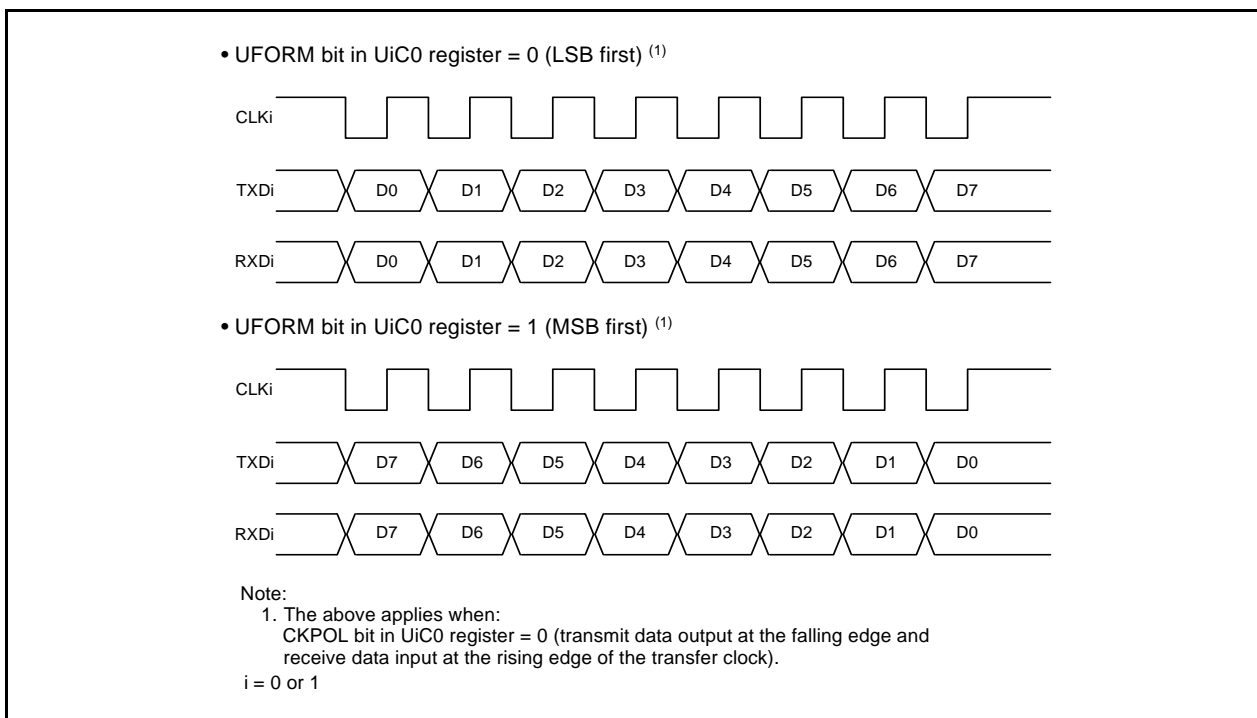 • UFORM bit in UiC0 register = 0 (LSB first) (1)
CLKi
TXDi D0 D1 D2 D3 D4 D5 D6 D7
RXDi D0 D1 D2 D3 D4 D5 D6 D7
• UFORM bit in UiC0 register = 1 (MSB first) (1)
CLKi
TXDi D7 D6 D5 D4 D3 D2 D1 D0
RXDi D7 D6 D5 D4 D3 D2 D1 D0
Note:
1. The above applies when:
CKPOL bit in UiC0 register = 0 (transmit data output at the falling edge and
receive data input at the rising edge of the transfer clock).
i = 0 or 1